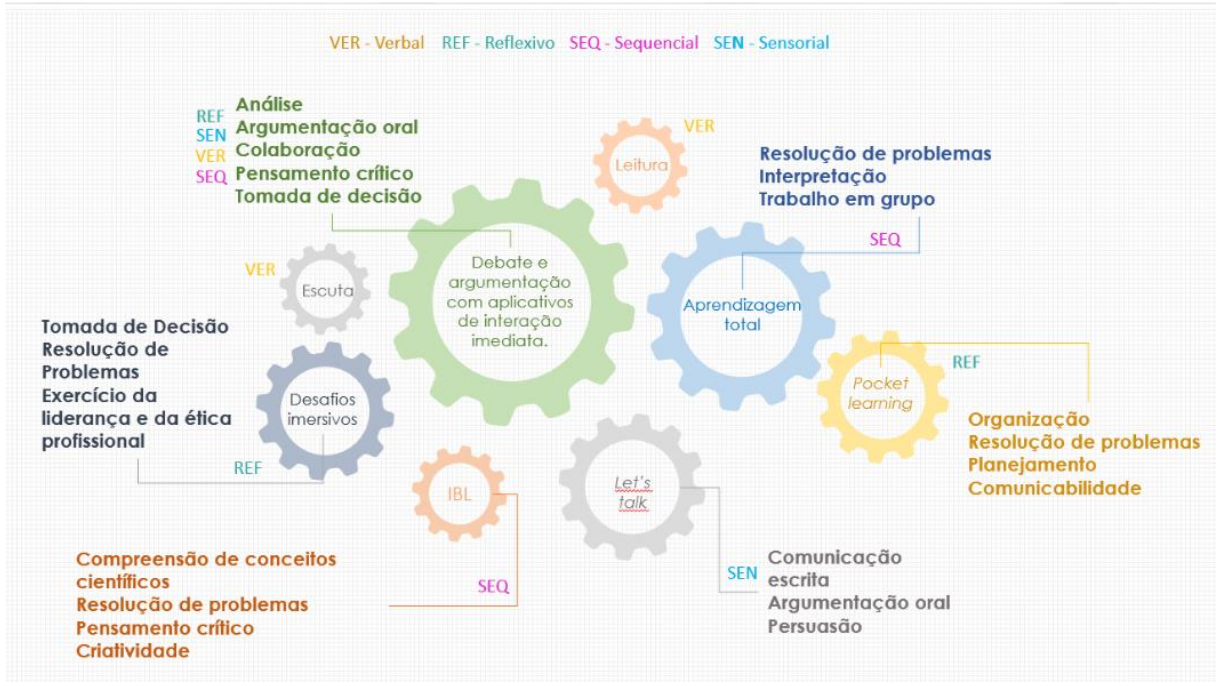 VER - Verbal REF - Reflexivo SEQ - Sequencial SEN - Sensorial
REF
SEN
VER
SEQ
Análise
Argumentação oral
Colaboração
Pensamento crítico
Tomada de decisão
Leitura
VER
Resolução de problemas
Interpretação
Trabalho em grupo
SEQ
VER
Escuta
Debate e
argumentação
com aplicativos
de interação
imediata.
Aprendizagem
total
Tomada de Decisão
Resolução de
Problemas
Exercício da
liderança e da ética
profissional
REF
Desafios
imersivos
Pocket
learning
REF
Organização
Resolução de problemas
Planejamento
Comunicabilidade
IBL
SEQ
Compreensão de conceitos
científicos
Resolução de problemas
Pensamento crítico
Criatividade
Let's
talk
SEN
Comunicação
escrita
Argumentação oral
Persuasão